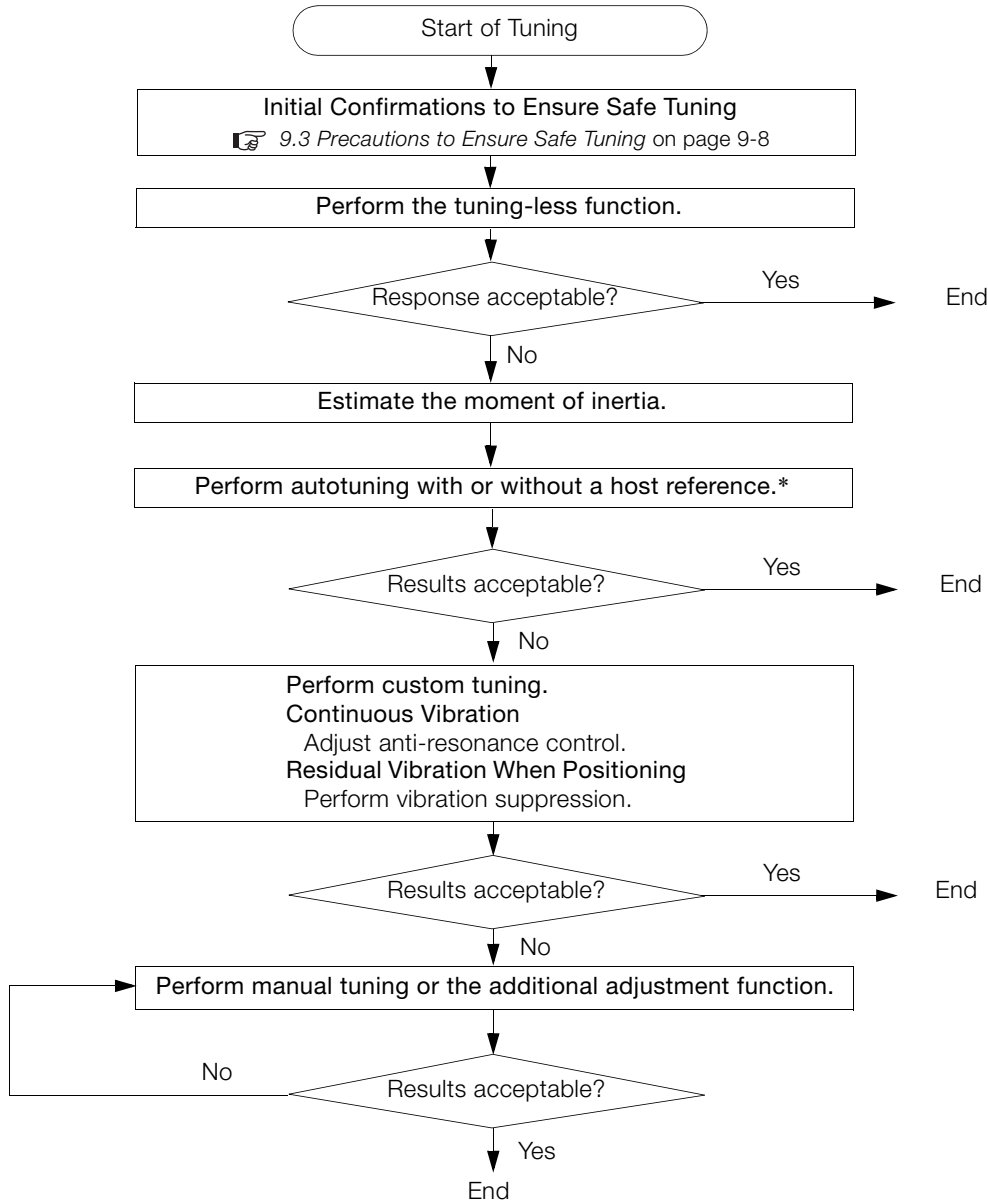 Start of Tuning
Initial Confirmations to Ensure Safe Tuning
9.3 Precautions to Ensure Safe Tuning on page 9-8
Perform the tuning-less function.
Response acceptable?
Yes
End
No
Estimate the moment of inertia.
Perform autotuning with or without a host reference.*
Results acceptable?
Yes
End
No
Perform custom tuning.
Continuous Vibration
Adjust anti-resonance control.
Residual Vibration When Positioning
Perform vibration suppression.
Results acceptable?
Yes
End
No
Perform manual tuning or the additional adjustment function.
No
Results acceptable?
Yes
End